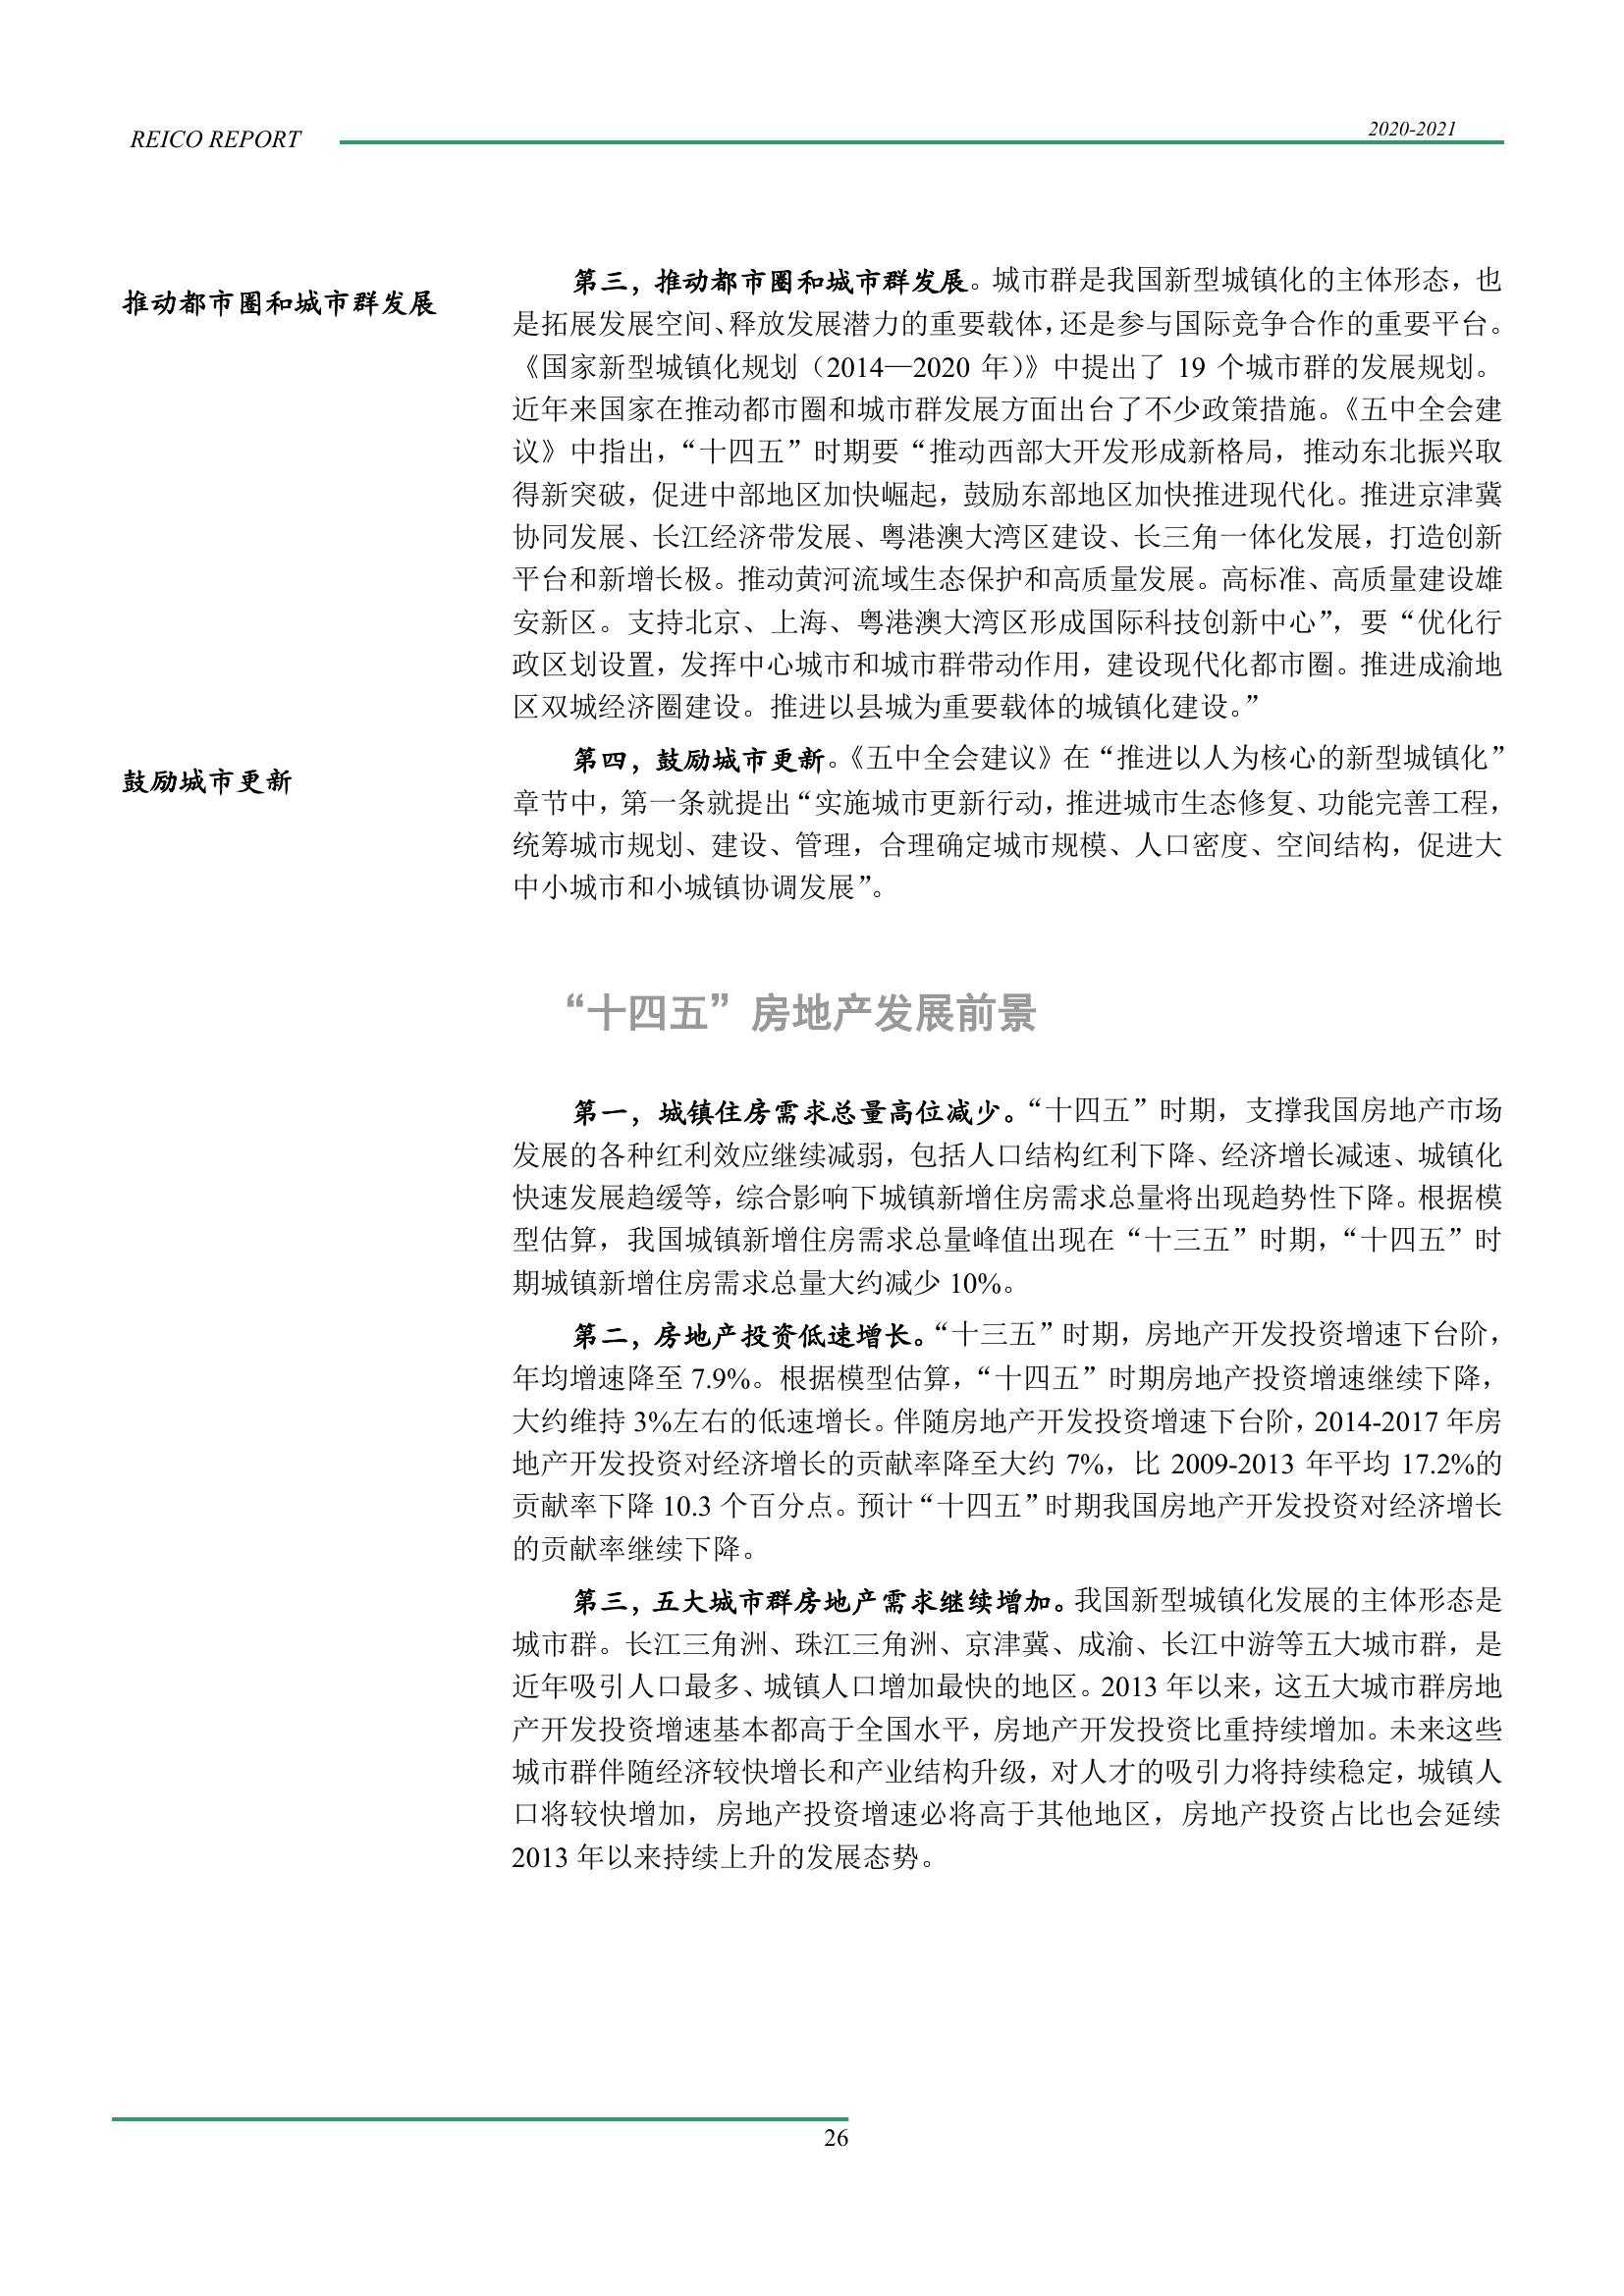 REICO REPORT
2020-2021
推动都市圈和城市群发展
第三，推动都市圈和城市群发展。城市群是我国新型城镇化的主体形态，也
是拓展发展空间、释放发展潜力的重要载体，还是参与国际竞争合作的重要平台。
《国家新型城镇化规划（2014—2020 年）》中提出了 19 个城市群的发展规划。
近年来国家在推动都市圈和城市群发展方面出台了不少政策措施。《五中全会建
议》中指出，“十四五”时期要“推动西部大开发形成新格局，推动东北振兴取
得新突破，促进中部地区加快崛起，鼓励东部地区加快推进现代化。推进京津冀
协同发展、长江经济带发展、粤港澳大湾区建设、长三角一体化发展，打造创新
平台和新增长极。推动黄河流域生态保护和高质量发展。高标准、高质量建设雄
安新区。支持北京、上海、粤港澳大湾区形成国际科技创新中心”，要“优化行
政区划设置，发挥中心城市和城市群带动作用，建设现代化都市圈。推进成渝地
区双城经济圈建设。推进以县城为重要载体的城镇化建设。”
鼓励城市更新
第四，鼓励城市更新。《五中全会建议》在“推进以人为核心的新型城镇化”
章节中，第一条就提出“实施城市更新行动，推进城市生态修复、功能完善工程，
统筹城市规划、建设、管理，合理确定城市规模、人口密度、空间结构，促进大
中小城市和小城镇协调发展”。
“十四五”房地产发展前景
第一，城镇住房需求总量高位减少。“十四五”时期，支撑我国房地产市场
发展的各种红利效应继续减弱，包括人口结构红利下降、经济增长减速、城镇化
快速发展趋缓等，综合影响下城镇新增住房需求总量将出现趋势性下降。根据模
型估算，我国城镇新增住房需求总量峰值出现在“十三五”时期，“十四五”时
期城镇新增住房需求总量大约减少 10%。
第二，房地产投资低速增长。“十三五”时期，房地产开发投资增速下台阶，
年均增速降至 7.9%。根据模型估算，“十四五”时期房地产投资增速继续下降，
大约维持 3%左右的低速增长。伴随房地产开发投资增速下台阶，2014-2017 年房
地产开发投资对经济增长的贡献率降至大约 7%，比 2009-2013 年平均 17.2%的
贡献率下降 10.3 个百分点。预计“十四五”时期我国房地产开发投资对经济增长
的贡献率继续下降。
第三，五大城市群房地产需求继续增加。我国新型城镇化发展的主体形态是
城市群。长江三角洲、珠江三角洲、京津冀、成渝、长江中游等五大城市群，是
近年吸引人口最多、城镇人口增加最快的地区。2013 年以来，这五大城市群房地
产开发投资增速基本都高于全国水平，房地产开发投资比重持续增加。未来这些
城市群伴随经济较快增长和产业结构升级，对人才的吸引力将持续稳定，城镇人
口将较快增加，房地产投资增速必将高于其他地区，房地产投资占比也会延续
2013 年以来持续上升的发展态势。
26